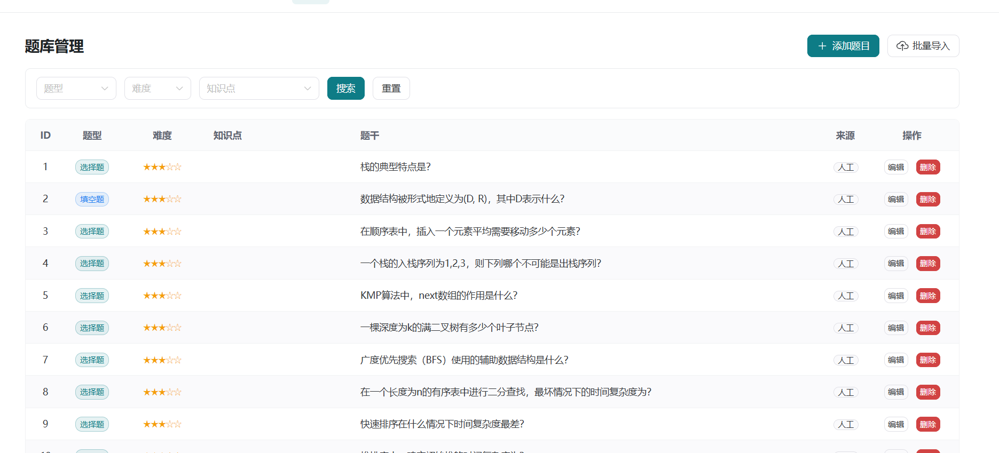 题库管理
添加题目 批量导入
题型 难度 知识点 搜索 重置
ID 题型 难度 知识点 题干 来源 操作
1 选择题 ★★★☆☆ 栈的典型特点是？ 人工 编辑 删除
2 填空题 ★★★☆☆ 数据结构被形式地定义为(D, R)，其中D表示什么？ 人工 编辑 删除
3 选择题 ★★★☆☆ 在顺序表中，插入一个元素平均需要移动多少个元素？ 人工 编辑 删除
4 选择题 ★★★☆☆ 一个栈的入栈序列为1,2,3，则下列哪个不可能是出栈序列？ 人工 编辑 删除
5 选择题 ★★★☆☆ KMP算法中，next数组的作用是什么？ 人工 编辑 删除
6 选择题 ★★★☆☆ 一棵深度为k的满二叉树有多少个叶子节点？ 人工 编辑 删除
7 选择题 ★★★☆☆ 广度优先搜索（BFS）使用的辅助数据结构是什么？ 人工 编辑 删除
8 选择题 ★★★☆☆ 在一个长度为n的有序表中进行二分查找，最坏情况下的时间复杂度为？ 人工 编辑 删除
9 选择题 ★★★☆☆ 快速排序在什么情况下时间复杂度最差？ 人工 编辑 删除